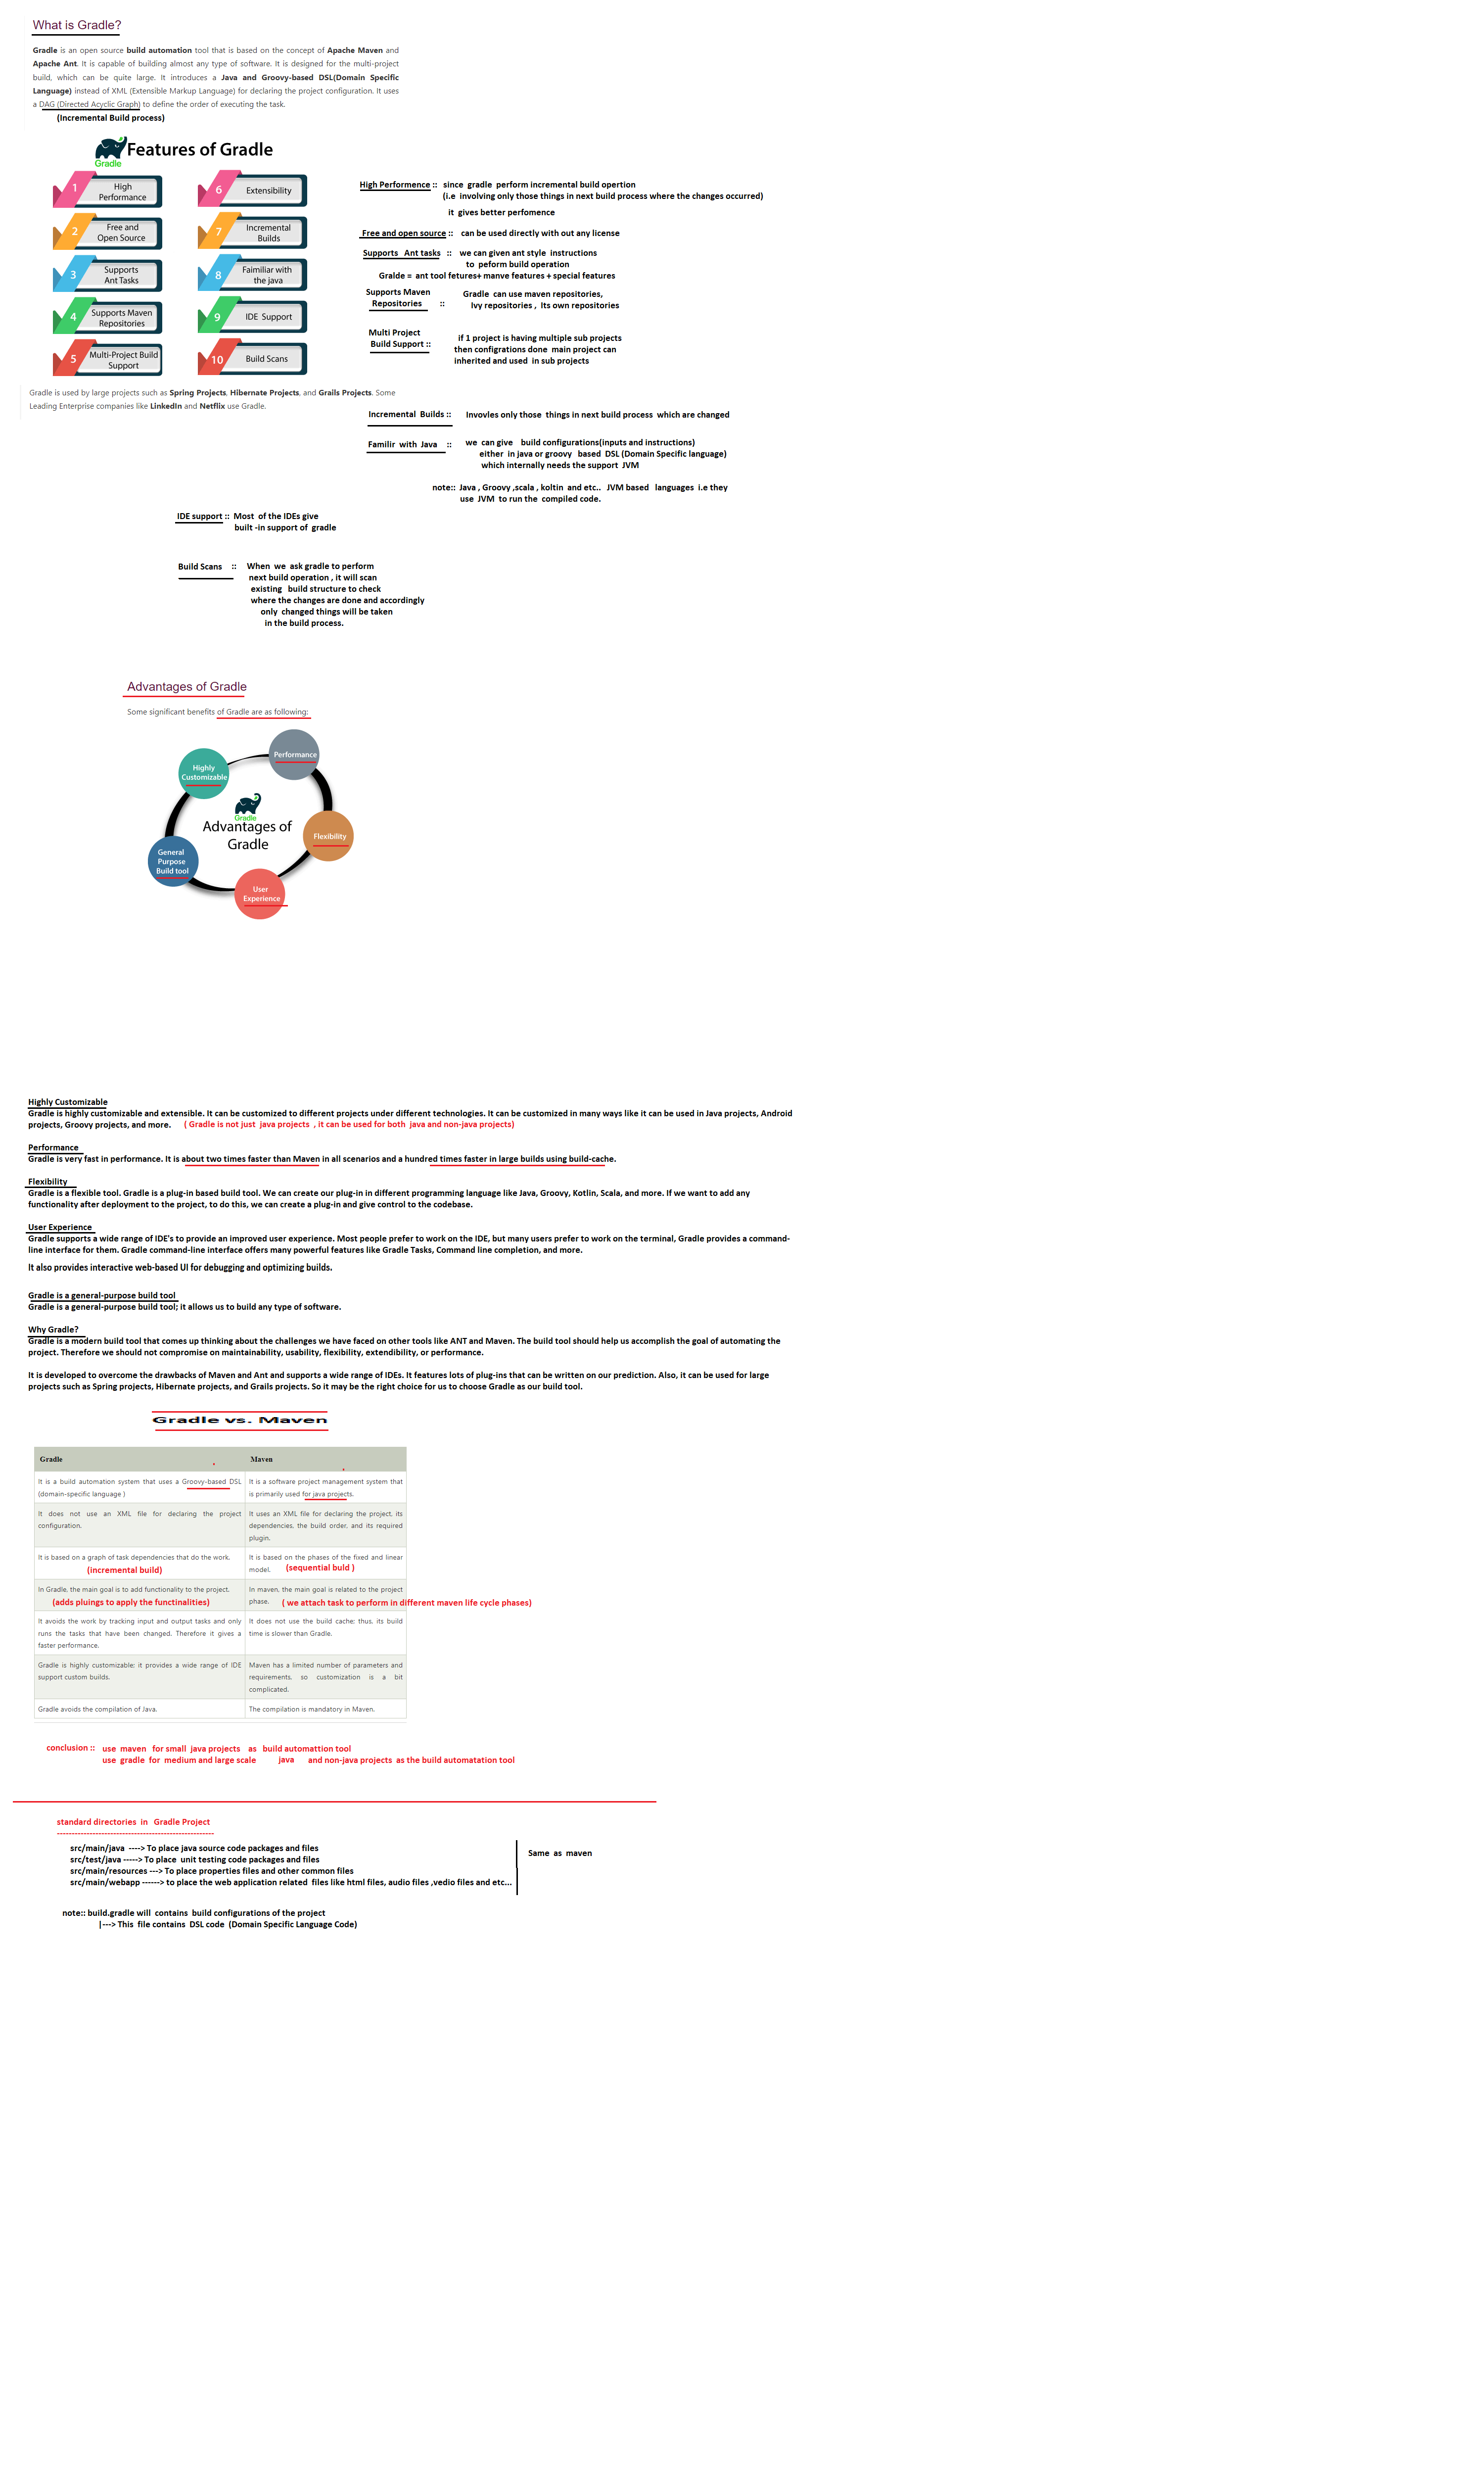 What is Gradle?
Gradle is an open source build automation tool that is based on the concept of Apache Maven and
Apache Ant. It is capable of building almost any type of software. It is designed for the multi-project
build, which can be quite large. It introduces a Java and Groovy-based DSL(Domain Specific
Language) instead of XML (Extensible Markup Language) for declaring the project configuration. It uses
a DAG (Directed Acyclic Graph) to define the order of executing the task.
(Incremental Build process)
Gradle
Features of Gradle
1 High
Performance
2 Free and
Open Source
3 Supports
Ant Tasks
4 Supports Maven
Repositories
5 Multi-Project Build
Support
6 Extensibility
7 Incremental
Builds
8 Faimiliar with
the java
9 IDE Support
10 Build Scans
High Performence :: since gradle perform incremental build opertion
(i.e involving only those things in next build process where the changes occurred)
it gives better perfomence
Free and open source :: can be used directly with out any license
Supports Ant tasks :: we can given ant style instructions
to peform build operation
Gralde = ant tool fetures+ manve features + special features
Supports Maven Gradle can use maven repositories,
Repositories :: Ivy repositories , Its own repositories
Multi Project
Build Support :: if 1 project is having multiple sub projects
then configrations done main project can
inherited and used in sub projects
Gradle is used by large projects such as Spring Projects, Hibernate Projects, and Grails Projects. Some
Leading Enterprise companies like LinkedIn and Netflix use Gradle.
Incremental Builds :: Invovles only those things in next build process which are changed
Familir with Java :: we can give build configurations(inputs and instructions)
either in java or groovy based DSL (Domain Specific language)
which internally needs the support JVM
note:: Java , Groovy ,scala , koltin and etc.. JVM based languages i.e they
use JVM to run the compiled code.
IDE support :: Most of the IDEs give
built -in support of gradle
Build Scans :: When we ask gradle to perform
next build operation , it will scan
existing build structure to check
where the changes are done and accordingly
only changed things will be taken
in the build process.
Advantages of Gradle
Some significant benefits of Gradle are as following:
Performance
Highly
Customizable
Gradle
Advantages of
Gradle
Flexibility
General
Purpose
Build tool
User
Experience
Highly Customizable
Gradle is highly customizable and extensible. It can be customized to different projects under different technologies. It can be customized in many ways like it can be used in Java projects, Android
projects, Groovy projects, and more. ( Gradle is not just java projects , it can be used for both java and non-java projects)
Performance
Gradle is very fast in performance. It is about two times faster than Maven in all scenarios and a hundred times faster in large builds using build-cache.
Flexibility
Gradle is a flexible tool. Gradle is a plug-in based build tool. We can create our plug-in in different programming language like Java, Groovy, Kotlin, Scala, and more. If we want to add any
functionality after deployment to the project, to do this, we can create a plug-in and give control to the codebase.
User Experience
Gradle supports a wide range of IDE's to provide an improved user experience. Most people prefer to work on the IDE, but many users prefer to work on the terminal, Gradle provides a command-
line interface for them. Gradle command-line interface offers many powerful features like Gradle Tasks, Command line completion, and more.
It also provides interactive web-based UI for debugging and optimizing builds.
Gradle is a general-purpose build tool
Gradle is a general-purpose build tool; it allows us to build any type of software.
Why Gradle?
Gradle is a modern build tool that comes up thinking about the challenges we have faced on other tools like ANT and Maven. The build tool should help us accomplish the goal of automating the
project. Therefore we should not compromise on maintainability, usability, flexibility, extendibility, or performance.
It is developed to overcome the drawbacks of Maven and Ant and supports a wide range of IDEs. It features lots of plug-ins that can be written on our prediction. Also, it can be used for large
projects such as Spring projects, Hibernate projects, and Grails projects. So it may be the right choice for us to choose Gradle as our build tool.
Gradle vs. Maven
Gradle Maven
It is a build automation system that uses a Groovy-based DSL
(domain-specific language )
It is a software project management system that
is primarily used for java projects.
It does not use an XML file for declaring the project
configuration.
It uses an XML file for declaring the project, its
dependencies, the build order, and its required
plugin.
It is based on a graph of task dependencies that do the work.
(incremental build)
It is based on the phases of the fixed and linear
model. (sequential buld )
In Gradle, the main goal is to add functionality to the project.
(adds pluings to apply the functinalities)
In maven, the main goal is related to the project
phase. ( we attach task to perform in different maven life cycle phases)
It avoids the work by tracking input and output tasks and only
runs the tasks that have been changed. Therefore it gives a
faster performance.
It does not use the build cache; thus, its build
time is slower than Gradle.
Gradle is highly customizable; it provides a wide range of IDE
support custom builds.
Maven has a limited number of parameters and
requirements, so customization is a bit
complicated.
Gradle avoids the compilation of Java.
The compilation is mandatory in Maven.
conclusion :: use maven for small java projects as build automattion tool
use gradle for medium and large scale java and non-java projects as the build automatation tool
standard directories in Gradle Project
-----------------------------------------------------
src/main/java ----> To place java source code packages and files
src/test/java -----> To place unit testing code packages and files
src/main/resources ---> To place properties files and other common files
src/main/webapp ------> to place the web application related files like html files, audio files ,vedio files and etc...
Same as maven
note:: build.gradle will contains build configurations of the project
|---> This file contains DSL code (Domain Specific Language Code)